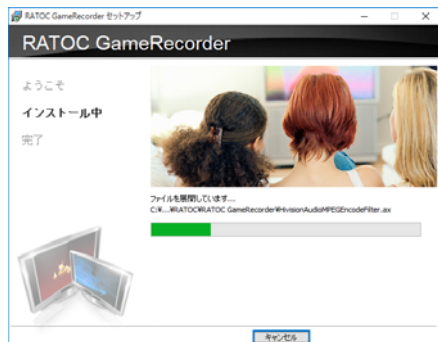 RATOC GameRecorder セットアップ
RATOC GameRecorder
ようこそ
インストール中
完了
ファイルを展開しています...
C:¥...¥RATOC¥RATOC GameRecorder¥HivisionAudioMPEGEncodeFilter.ax
キャンセル